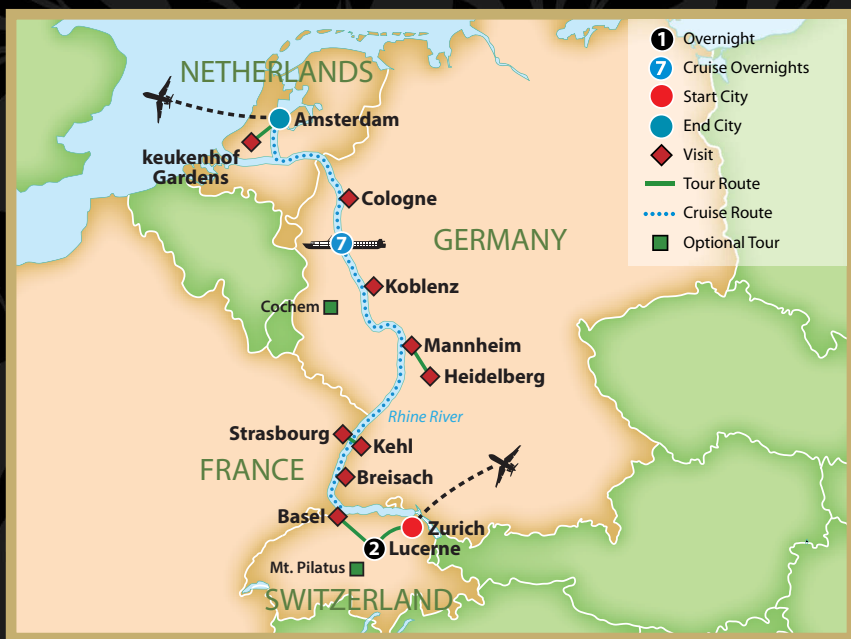 NETHERLANDS
Amsterdam
keukenhof
Gardens
Cologne
7
GERMANY
Koblenz
Cochem
Mannheim
Heidelberg
Rhine River
Strasbourg
Kehl
FRANCE
Breisach
Basel
Zurich
2
Lucerne
Mt. Pilatus
SWITZERLAND
1 Overnight
7 Cruise Overnights
Start City
End City
Visit
Tour Route
Cruise Route
Optional Tour